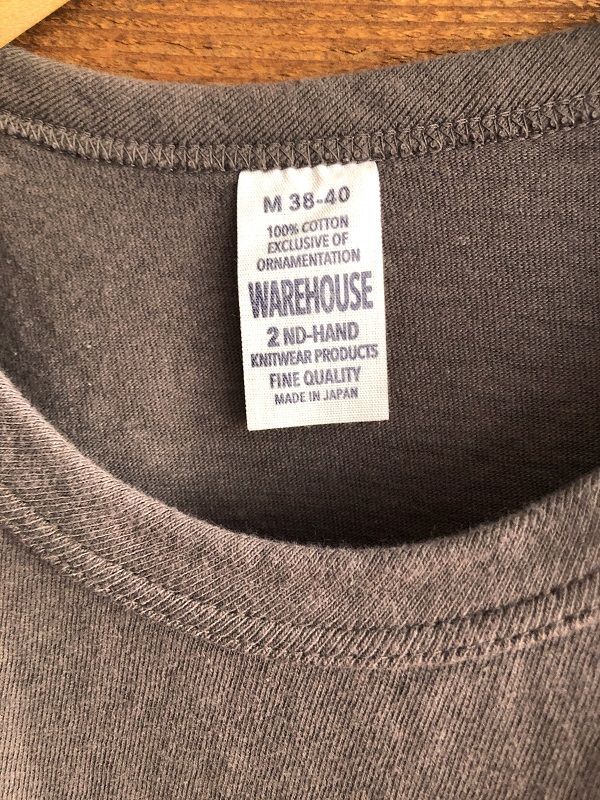 M 38-40
100% COTTON
EXCLUSIVE OF
ORNAMENTATION
WAREHOUSE
2 ND-HAND
KNITWEAR PRODUCTS
FINE QUALITY
MADE IN JAPAN